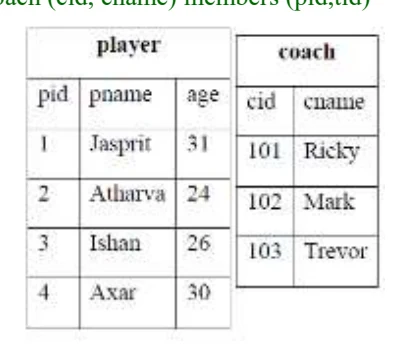 coach (cid, cname) members (pid,tid)
player
pid pname age
1 Jasprit 31
2 Atharva 24
3 Ishan 26
4 Axar 30
coach
cid cname
101 Ricky
102 Mark
103 Trevor